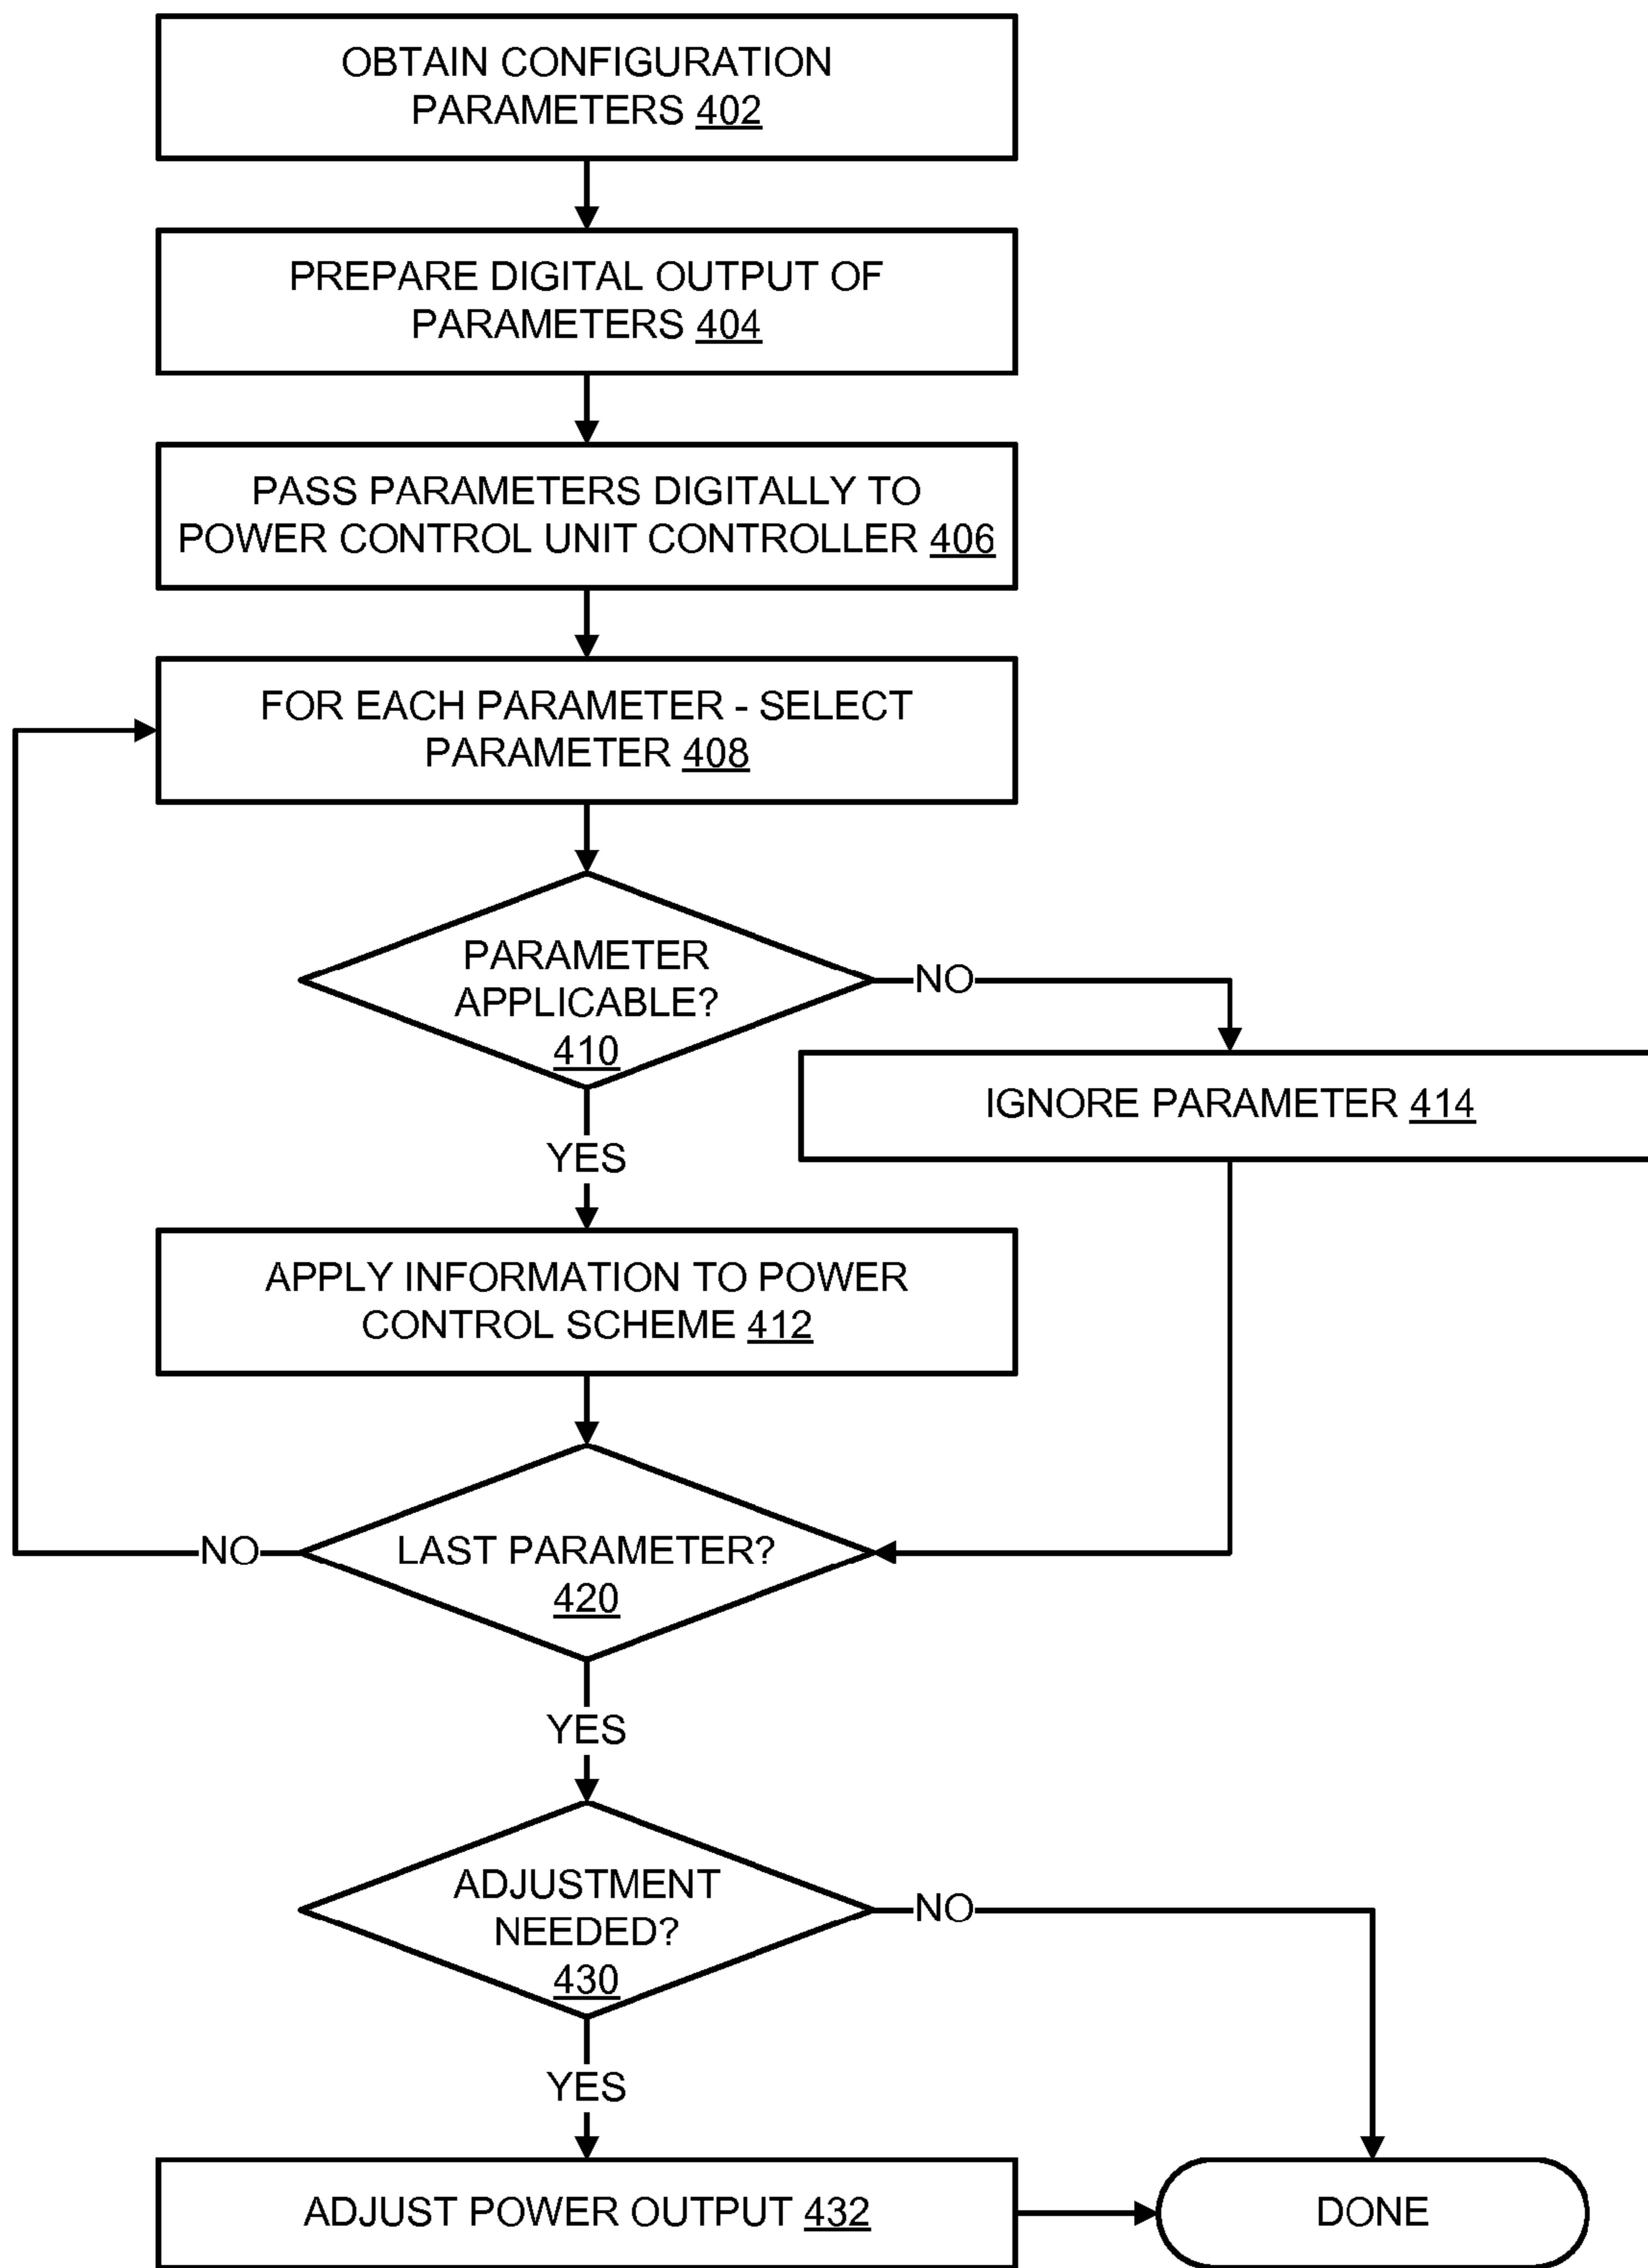 OBTAIN CONFIGURATION
PARAMETERS 402
PREPARE DIGITAL OUTPUT OF
PARAMETERS 404
PASS PARAMETERS DIGITALLY TO
POWER CONTROL UNIT CONTROLLER 406
FOR EACH PARAMETER - SELECT
PARAMETER 408
PARAMETER
APPLICABLE?
410
NO
IGNORE PARAMETER 414
YES
APPLY INFORMATION TO POWER
CONTROL SCHEME 412
NO
LAST PARAMETER?
420
YES
ADJUSTMENT
NEEDED?
430
NO
YES
ADJUST POWER OUTPUT 432
DONE